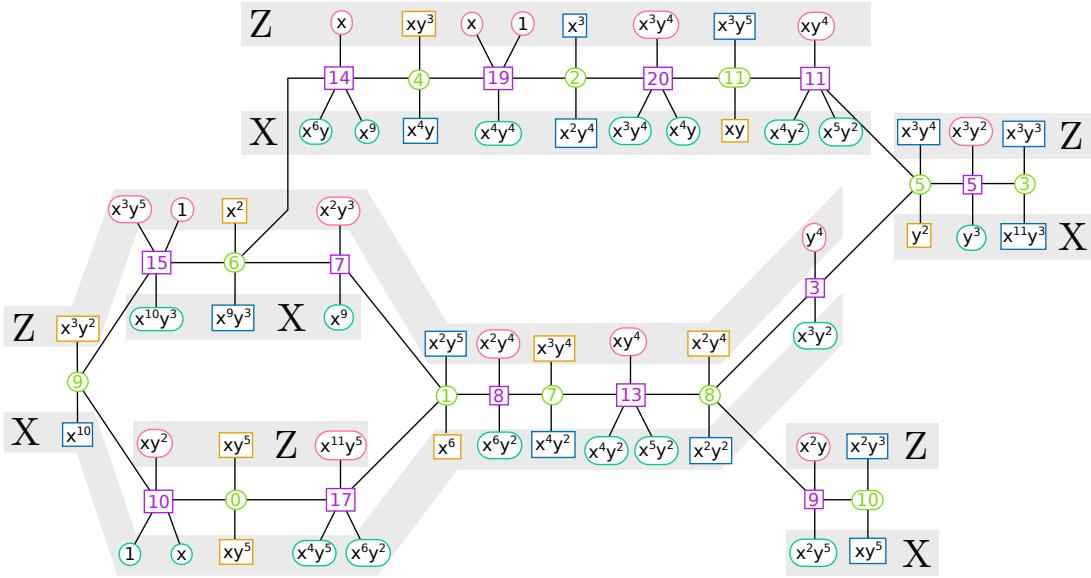 Z x xy³ x 1 x³ x³y⁴ x³y⁵ xy⁴
14 4 19 2 20 11 11
X x⁶y x⁹ x⁴y x⁴y⁴ x²y⁴ x³y⁴ x⁴y xy x⁴y² x⁵y²
x³y⁴ x³y² x³y³ Z
5 5 3
y² y³ x¹¹y³ X
x³y⁵ 1 x² x²y³
y⁴
15 6 7
3
x¹⁰y³ x⁹y³ X x⁹
Z x³y²
x³y²
x²y⁵ x²y⁴ x³y⁴ xy⁴ x²y⁴
9
1 8 7 13 8
X x¹⁰
x⁶ x⁶y² x⁴y² x⁴y² x⁵y² x²y²
xy² xy⁵ Z x¹¹y⁵
x²y x²y³ Z
10 0 17
9 10
1 x xy⁵ x⁴y⁵ x⁶y²
x²y⁵ xy⁵ X